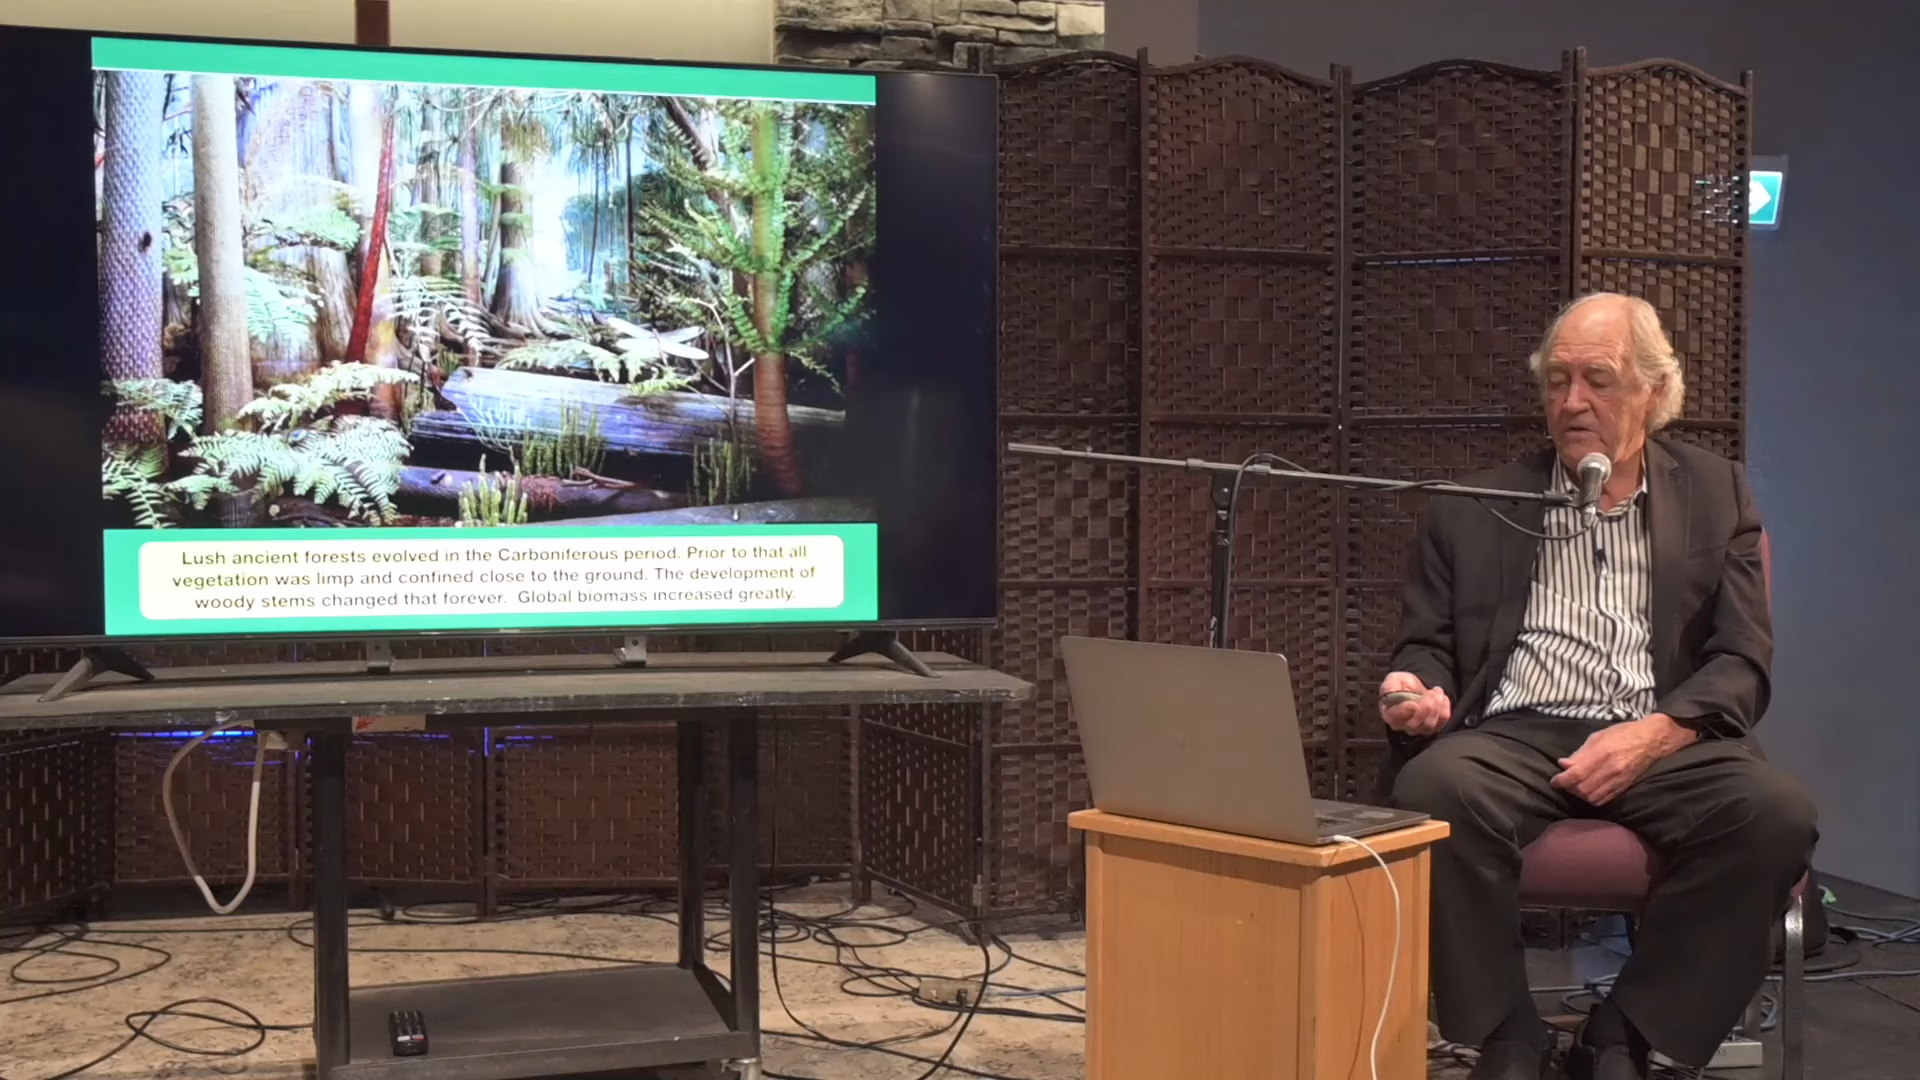 Lush ancient forests evolved in the Carboniferous period. Prior to that all
vegetation was limp and confined close to the ground. The development of
woody stems changed that forever. Global biomass increased greatly.